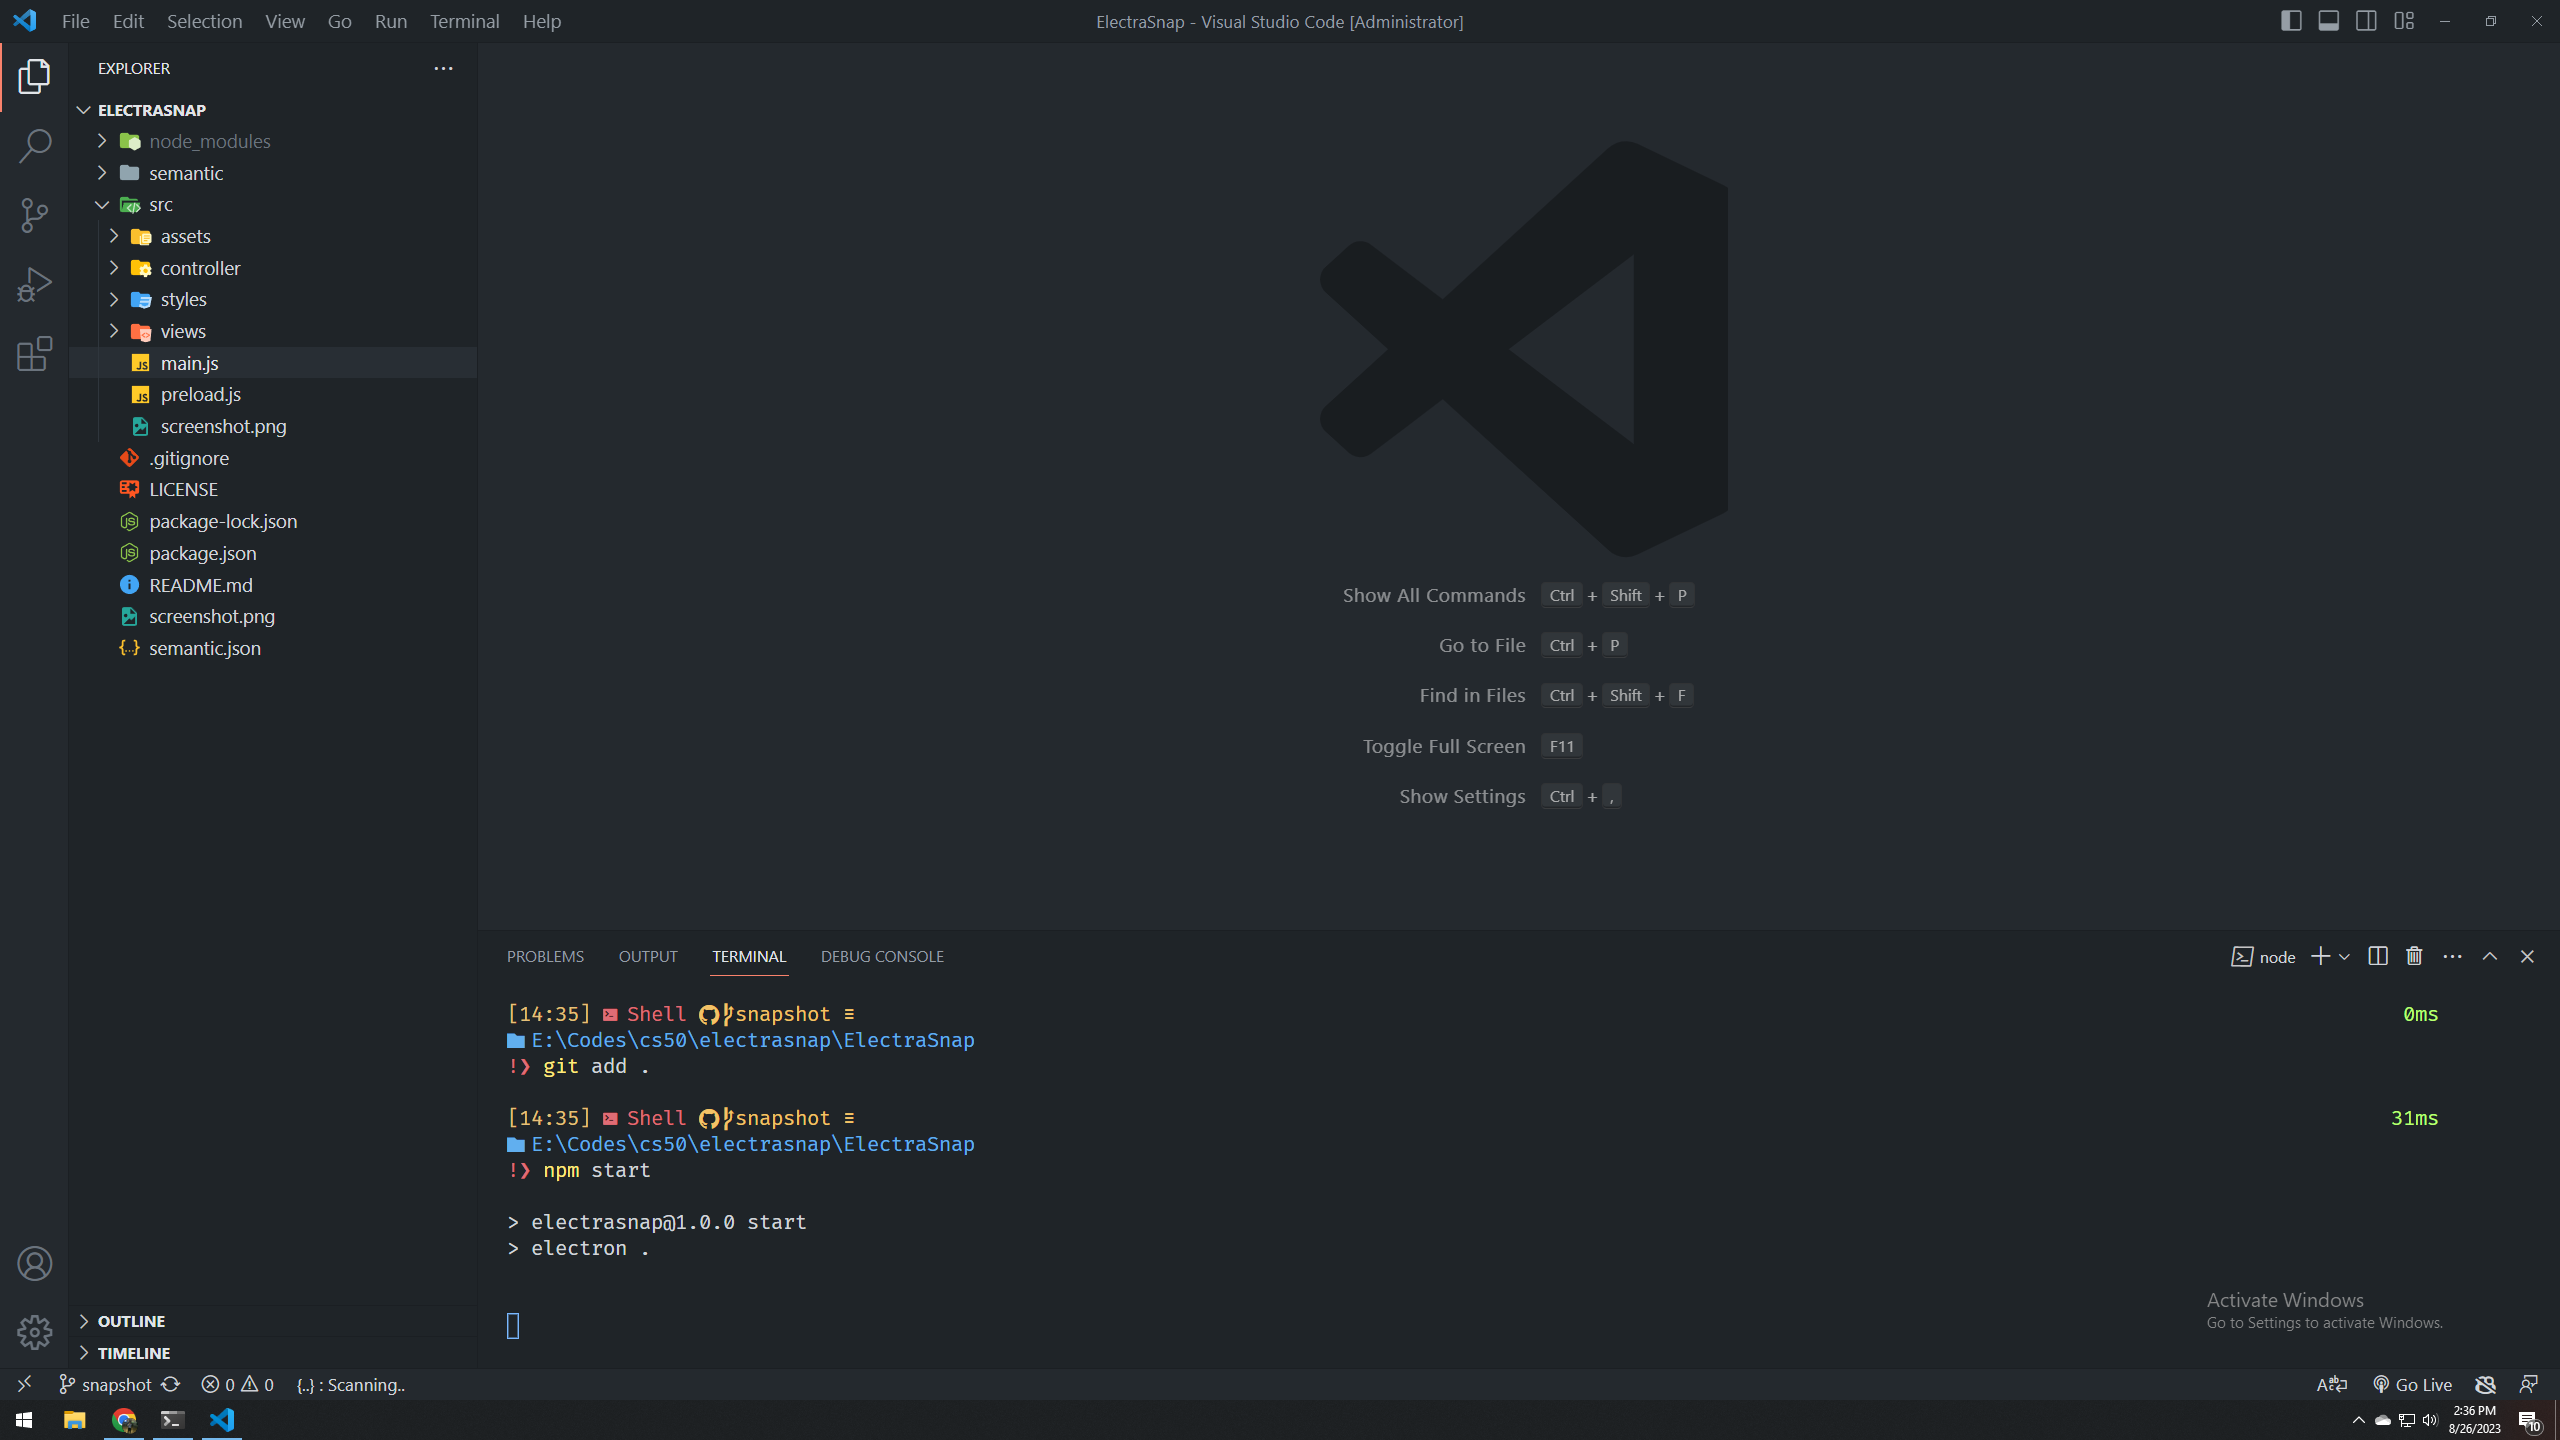 File Edit Selection View Go Run Terminal Help
ElectraSnap - Visual Studio Code [Administrator]
EXPLORER
ELECTRASNAP
node_modules
semantic
src
assets
controller
styles
views
main.js
preload.js
screenshot.png
.gitignore
LICENSE
package-lock.json
package.json
README.md
screenshot.png
semantic.json
OUTLINE
TIMELINE
Show All Commands Ctrl + Shift + P
Go to File Ctrl + P
Find in Files Ctrl + Shift + F
Toggle Full Screen F11
Show Settings Ctrl + ,
PROBLEMS OUTPUT TERMINAL DEBUG CONSOLE
node
[14:35] Shell snapshot ≡ 0ms
E:\Codes\cs50\electrasnap\ElectraSnap
!❯ git add .
[14:35] Shell snapshot ≡ 31ms
E:\Codes\cs50\electrasnap\ElectraSnap
!❯ npm start
> electrasnap@1.0.0 start
> electron .
Activate Windows
Go to Settings to activate Windows.
snapshot 0 0 {..} : Scanning..
Go Live
2:36 PM
8/26/2023
10